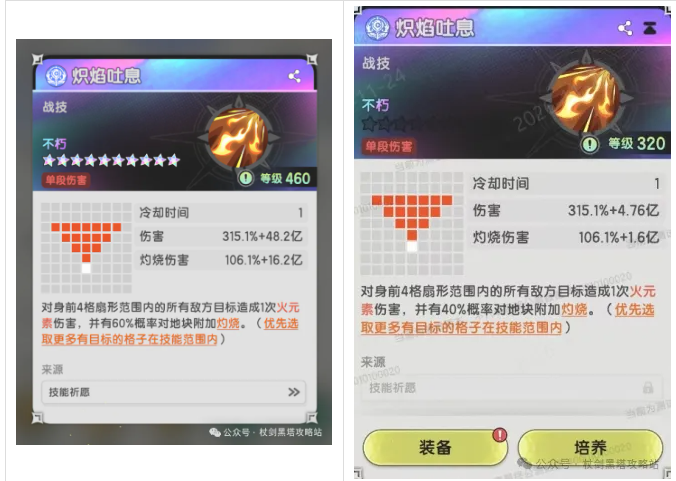 炽焰吐息
战技
不朽
单段伤害
等级 460
冷却时间 1
伤害 315.1%+48.2亿
灼烧伤害 106.1%+16.2亿
对身前4格扇形范围内的所有敌方目标造成1次火元
素伤害，并有60%概率对地块附加灼烧。（优先选
取更多有目标的格子在技能范围内）
来源
技能祈愿
公众号 · 杖剑黑塔攻略站
炽焰吐息
战技
不朽
单段伤害
等级 320
冷却时间 1
伤害 315.1%+4.76亿
灼烧伤害 106.1%+1.6亿
对身前4格扇形范围内的所有敌方目标造成1次火元
素伤害，并有40%概率对地块附加灼烧。（优先选
取更多有目标的格子在技能范围内）
来源
技能祈愿
装备
培养
公众号 · 杖剑黑塔攻略站